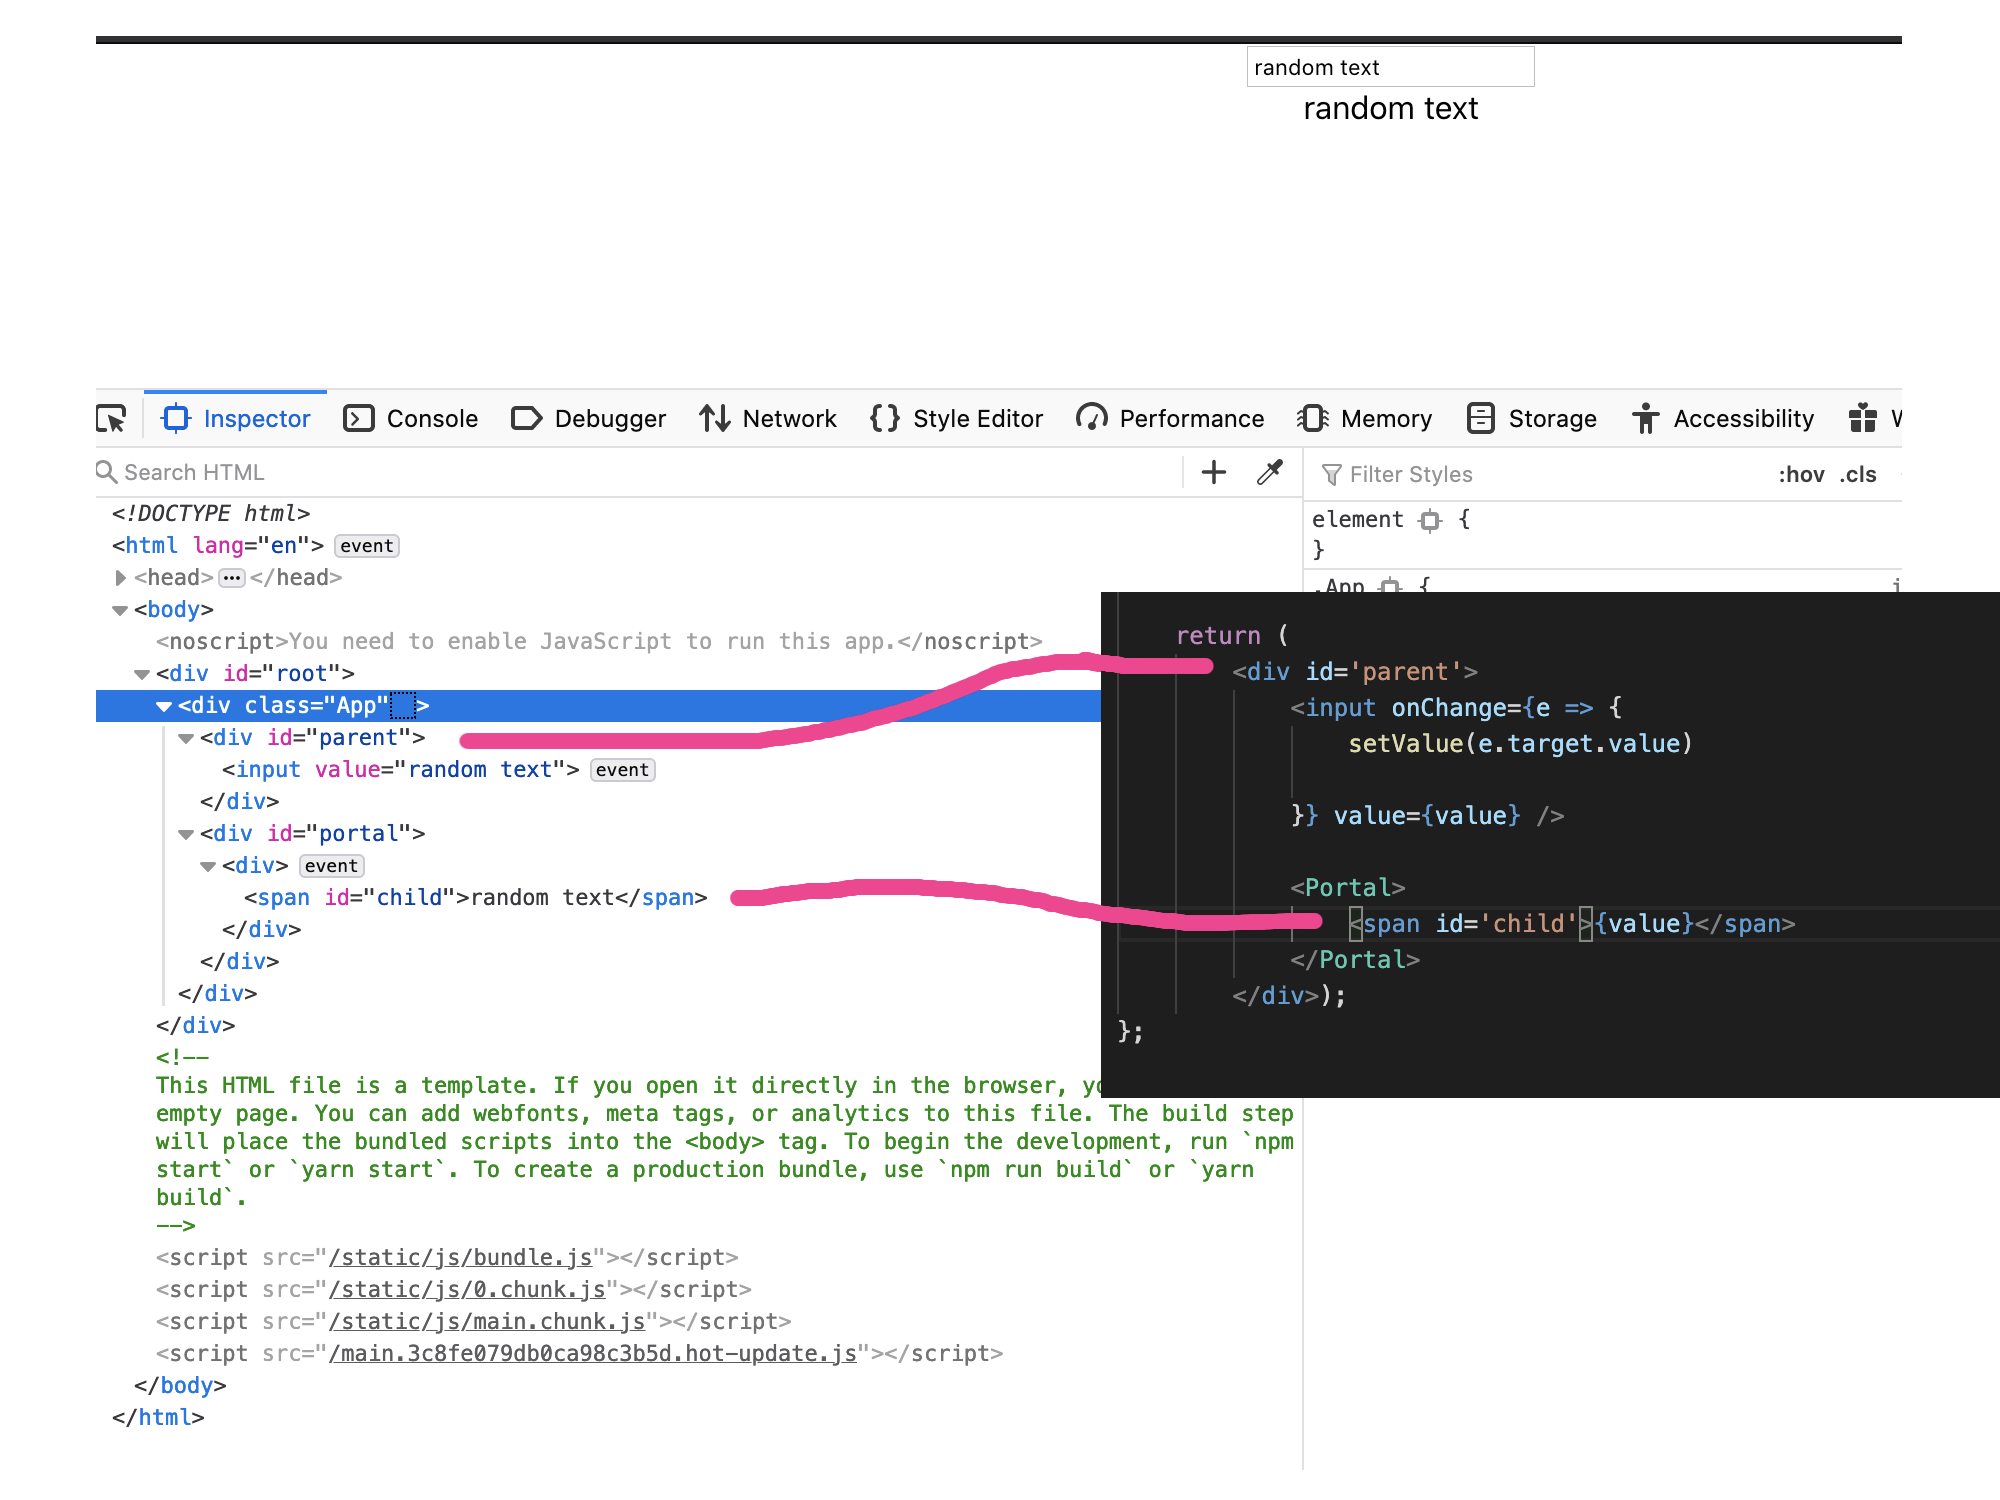 random text
random text
Inspector Console Debugger Network Style Editor Performance Memory Storage Accessibility
Search HTML
Filter Styles :hov .cls
<!DOCTYPE html>
<html lang="en"> event
<head> ••• </head>
<body>
<noscript>You need to enable JavaScript to run this app.</noscript>
<div id="root">
<div class="App" >
<div id="parent">
<input value="random text"> event
</div>
<div id="portal">
<div> event
<span id="child">random text</span>
</div>
</div>
</div>
</div>
<!--
This HTML file is a template. If you open it directly in the browser,
empty page. You can add webfonts, meta tags, or analytics to this file. The build step
will place the bundled scripts into the <body> tag. To begin the development, run `npm
start` or `yarn start`. To create a production bundle, use `npm run build` or `yarn
build`.
-->
<script src="/static/js/bundle.js"></script>
<script src="/static/js/0.chunk.js"></script>
<script src="/static/js/main.chunk.js"></script>
<script src="/main.3c8fe079db0ca98c3b5d.hot-update.js"></script>
</body>
</html>
element {
}
.App {
return (
<div id='parent'>
<input onChange={e => {
setValue(e.target.value)
}} value={value} />
<Portal>
<span id='child'>{value}</span>
</Portal>
</div>);
};